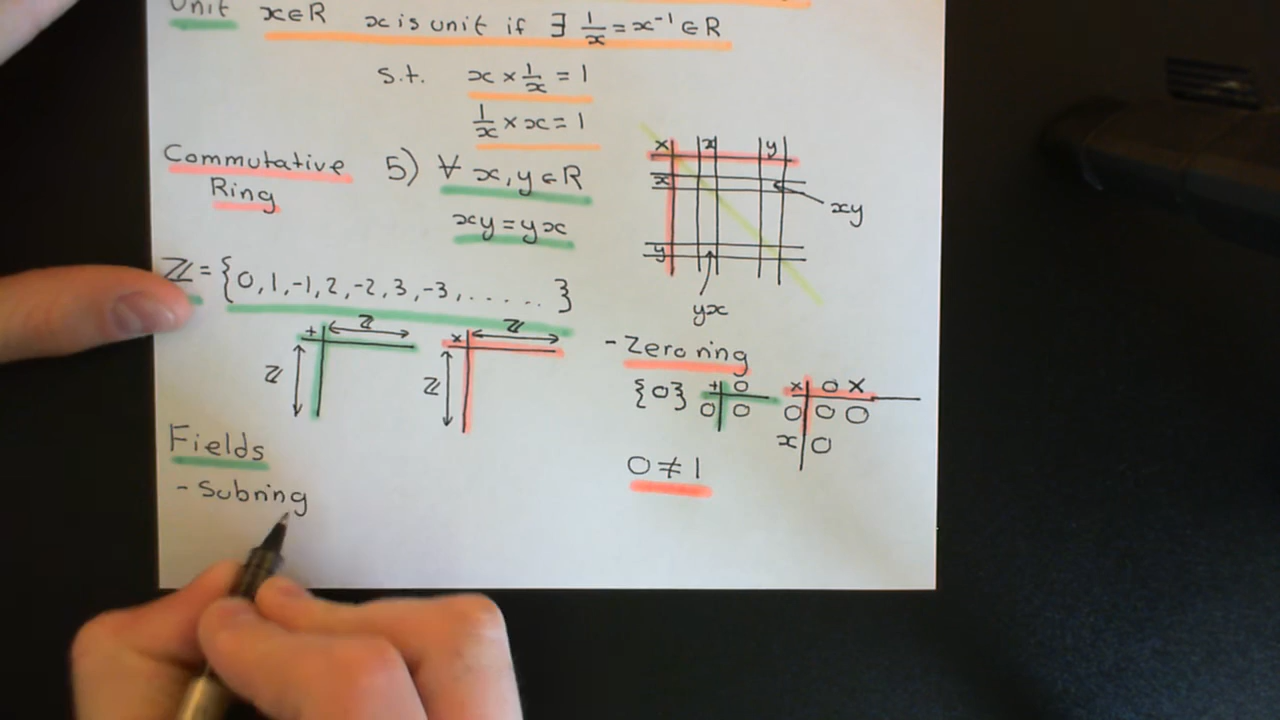 Unit x∈R x is unit if ∃ 1/x = x⁻¹ ∈ R
s.t. x × 1/x = 1
1/x × x = 1
Commutative
Ring
5) ∀ x,y ∈ R
xy = yx
× x y
x
y
xy
yx
ℤ = {0, 1, -1, 2, -2, 3, -3, ...... }
+ ℤ
ℤ
× ℤ
ℤ
- Zero ring
{0}
+ 0
0 0
× 0 x
0 0 0
x 0
0 ≠ 1
Fields
- Subring